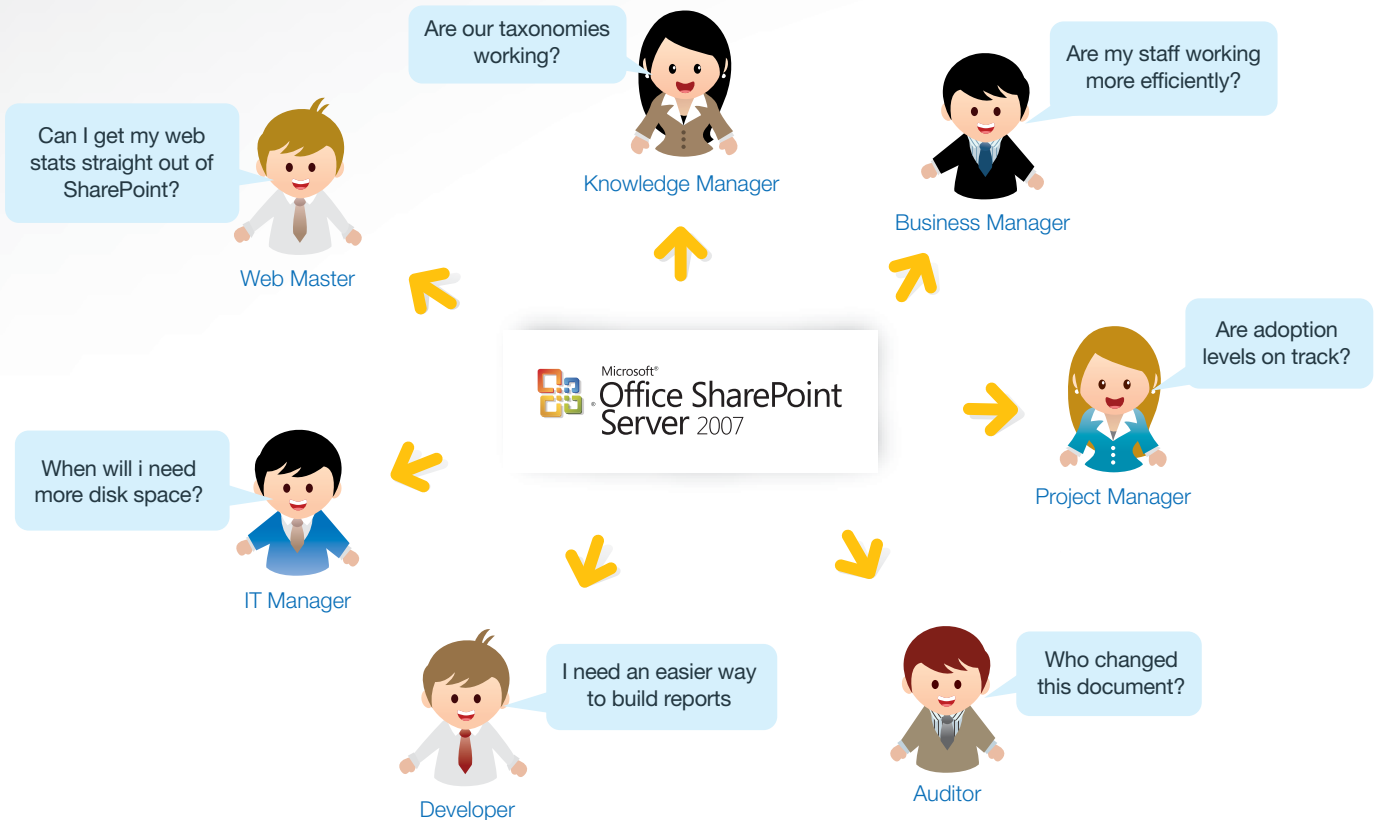 Are our taxonomies
working?
Knowledge Manager
Are my staff working
more efficiently?
Business Manager
Can I get my web
stats straight out of
SharePoint?
Web Master
Are adoption
levels on track?
Project Manager
Microsoft®
® Office SharePoint
Server 2007
When will i need
more disk space?
IT Manager
I need an easier way
to build reports
Developer
Who changed
this document?
Auditor